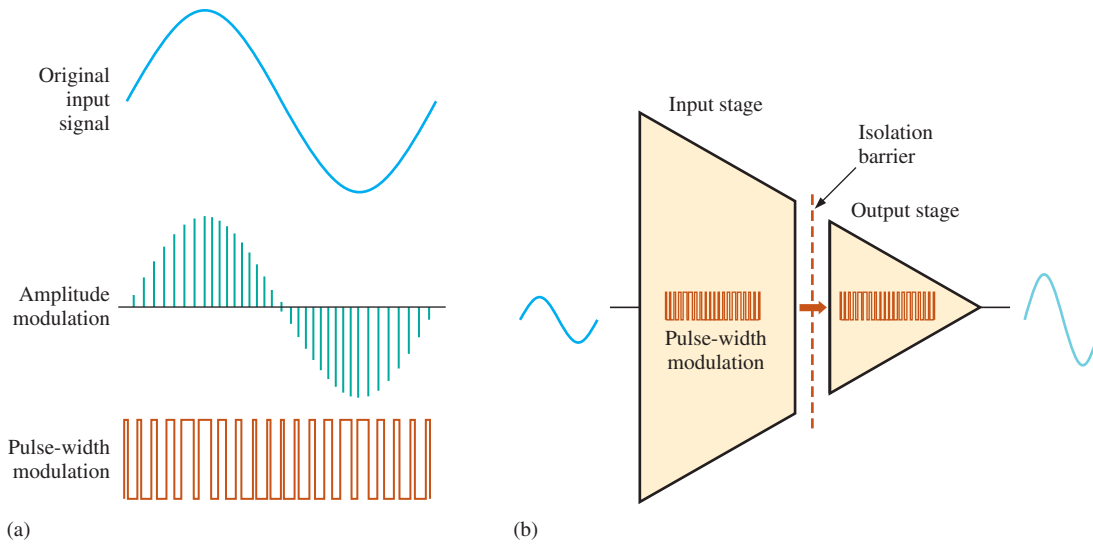 Original
input
signal
Amplitude
modulation
Pulse-width
modulation
(a)
Input stage
Isolation
barrier
Output stage
Pulse-width
modulation
(b)